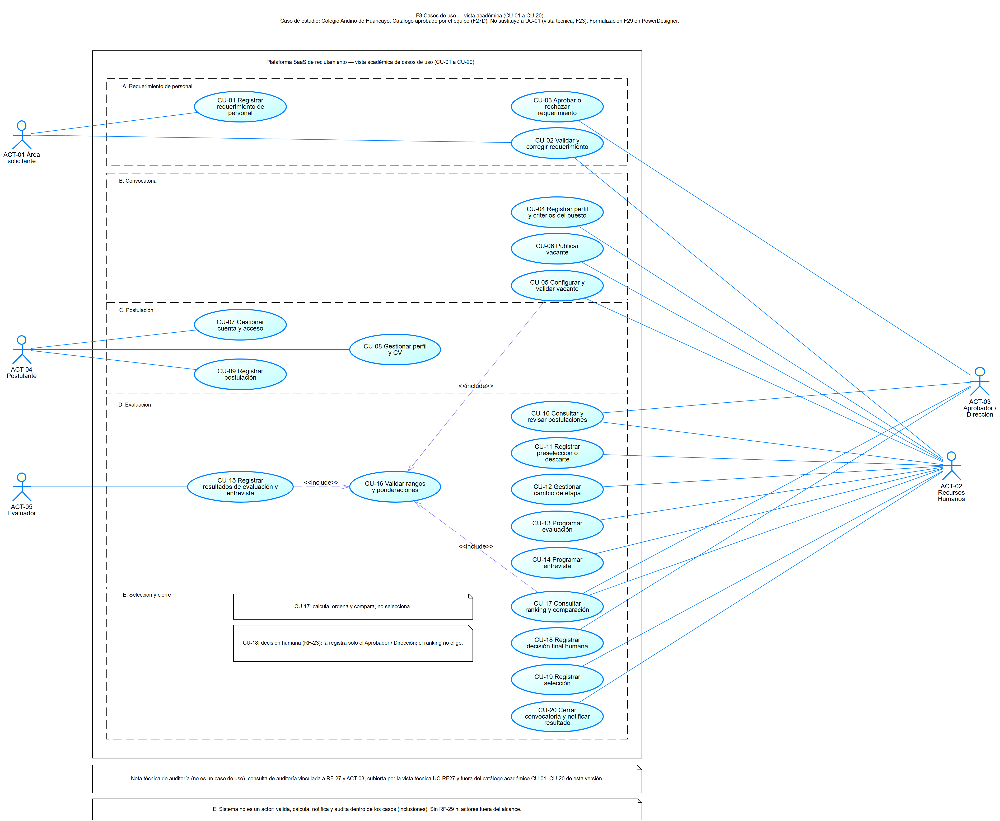 F8 Casos de uso — vista académica (CU-01 a CU-20)
Caso de estudio: Colegio Andino de Huancayo. Catálogo aprobado por el equipo (F27D). No sustituye a UC-01 (vista técnica, F23). Formalización F29 en PowerDesigner.
Plataforma SaaS de reclutamiento — vista académica de casos de uso (CU-01 a CU-20)
A. Requerimiento de personal
CU-01 Registrar
requerimiento de
personal
CU-03 Aprobar o
rechazar
requerimiento
CU-02 Validar y
corregir requerimiento
ACT-01 Área
solicitante
B. Convocatoria
CU-04 Registrar perfil
y criterios del puesto
CU-06 Publicar
vacante
CU-05 Configurar y
validar vacante
C. Postulación
CU-07 Gestionar
cuenta y acceso
CU-08 Gestionar perfil
y CV
CU-09 Registrar
postulación
ACT-04
Postulante
<<include>>
ACT-03
Aprobador /
Dirección
D. Evaluación
CU-10 Consultar y
revisar postulaciones
CU-11 Registrar
preselección o
descarte
CU-12 Gestionar
cambio de etapa
CU-15 Registrar
resultados de evaluación y
entrevista
<<include>>
CU-16 Validar rangos
y ponderaciones
ACT-05
Evaluador
ACT-02
Recursos
Humanos
CU-13 Programar
evaluación
<<include>>
CU-14 Programar
entrevista
E. Selección y cierre
CU-17: calcula, ordena y compara; no selecciona.
CU-17 Consultar
ranking y comparación
CU-18: decisión humana (RF-23): la registra solo el Aprobador / Dirección; el ranking no elige.
CU-18 Registrar
decisión final humana
CU-19 Registrar
selección
CU-20 Cerrar
convocatoria y notificar
resultado
Nota técnica de auditoría (no es un caso de uso): consulta de auditoría vinculada a RF-27 y ACT-03; cubierta por la vista técnica UC-RF27 y fuera del catálogo académico CU-01..CU-20 de esta versión.
El Sistema no es un actor: valida, calcula, notifica y audita dentro de los casos (inclusiones). Sin RF-29 ni actores fuera del alcance.